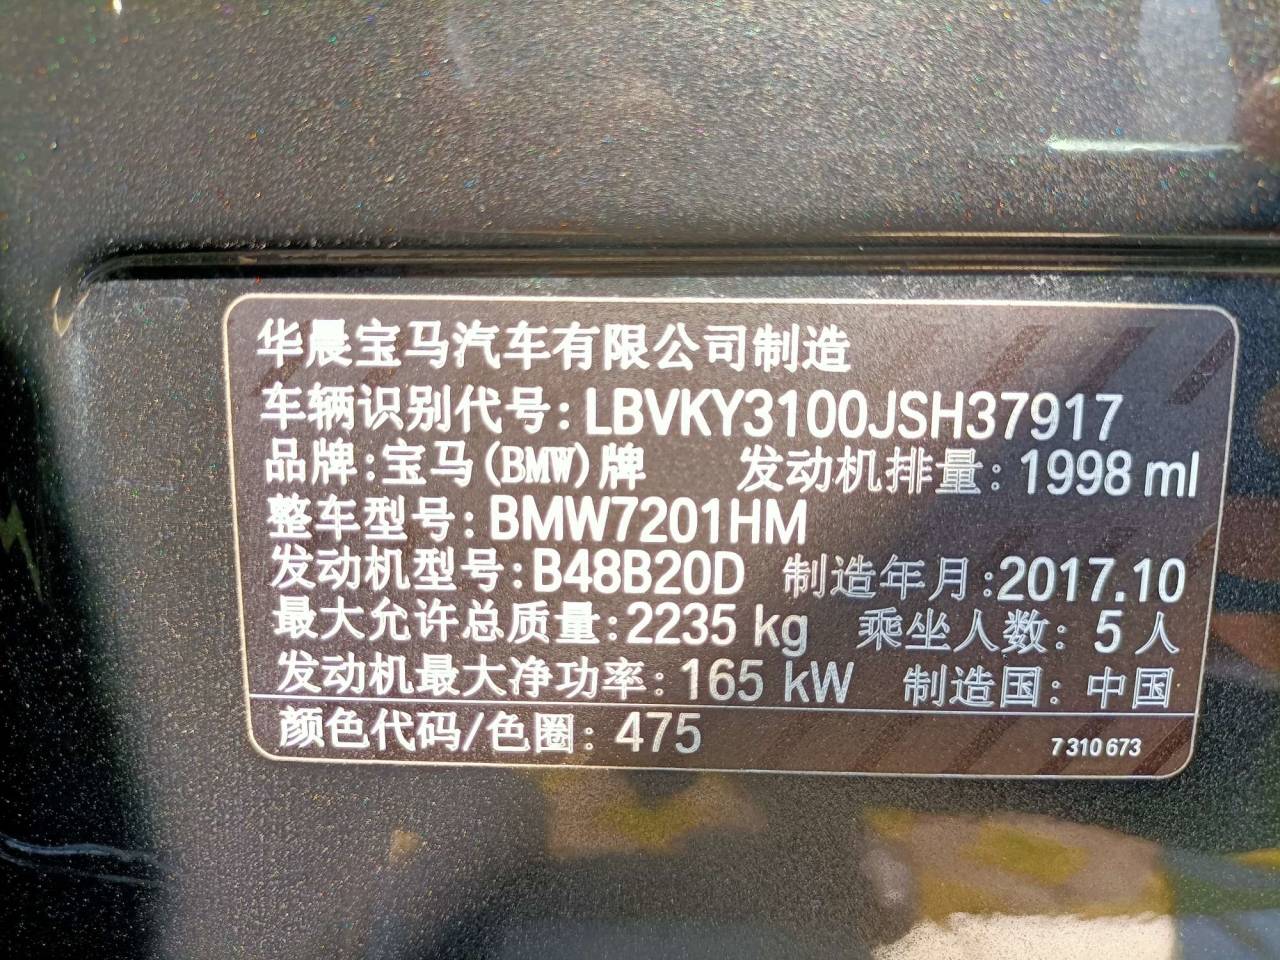 华晨宝马汽车有限公司制造
车辆识别代号:LBVKY3100JSH37917
品牌:宝马(BMW)牌 发动机排量:1998 ml
整车型号:BMW7201HM
发动机型号:B48B20D 制造年月:2017.10
最大允许总质量:2235 kg 乘坐人数:5人
发动机最大净功率:165 kW 制造国:中国
颜色代码/色圈:475 7 310 673